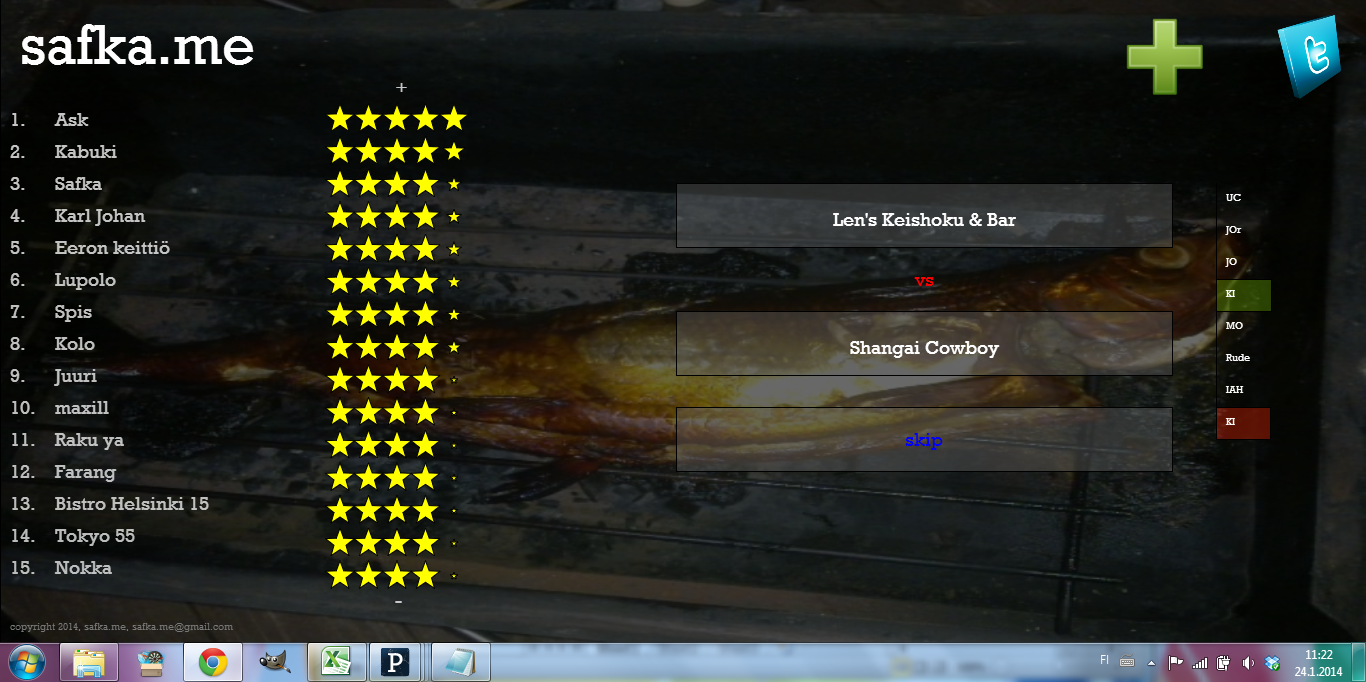 safka.me
+
1. Ask
2. Kabuki
3. Safka
4. Karl Johan
5. Eeron keittiö
6. Lupolo
7. Spis
8. Kolo
9. Juuri
10. maxill
11. Raku ya
12. Farang
13. Bistro Helsinki 15
14. Tokyo 55
15. Nokka
-
Len's Keishoku & Bar
vs
Shangai Cowboy
skip
UC
JOr
JO
KI
MO
Rude
IAH
KI
copyright 2014, safka.me, safka.me@gmail.com
FI
11:22
24.1.2014